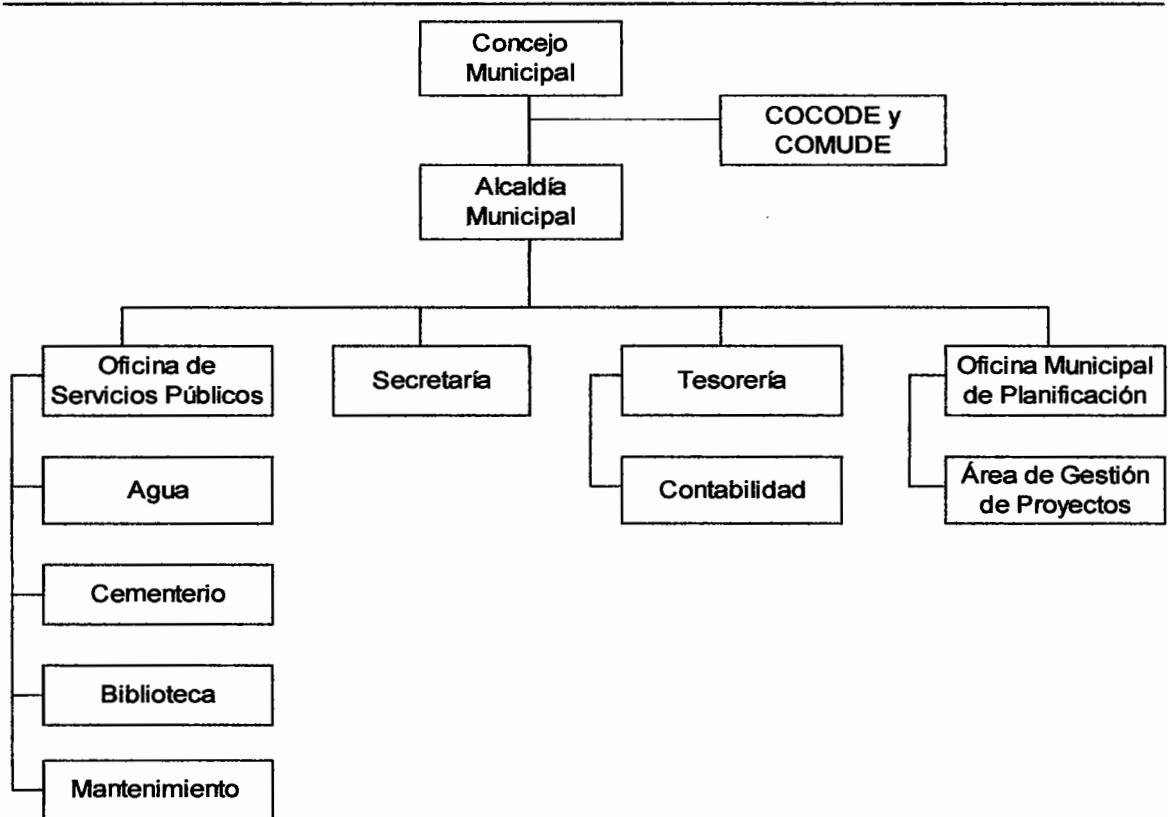 Concejo
Municipal
COCODE y
COMUDE
Alcaldía
Municipal
Oficina de
Servicios Públicos
Secretaría
Tesorería
Oficina Municipal
de Planificación
Agua
Contabilidad
Área de Gestión
de Proyectos
Cementerio
Biblioteca
Mantenimiento